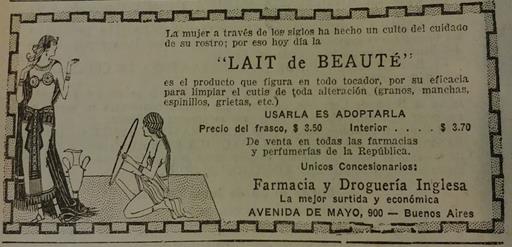 La mujer a través de los siglos ha hecho un culto del cuidado
de su rostro; por eso hoy día la
"LAIT de BEAUTÉ"
es el producto que figura en todo tocador, por su eficacia
para limpiar el cutis de toda alteración (granos, manchas,
espinillos, grietas, etc.)
USARLA ES ADOPTARLA
Precio del frasco, $ 3.50 Interior . . . . $ 3.70
De venta en todas las farmacias
y perfumerías de la República.
Unicos Concesionarios:
Farmacia y Droguería Inglesa
La mejor surtida y económica
AVENIDA DE MAYO, 900 — Buenos Aires